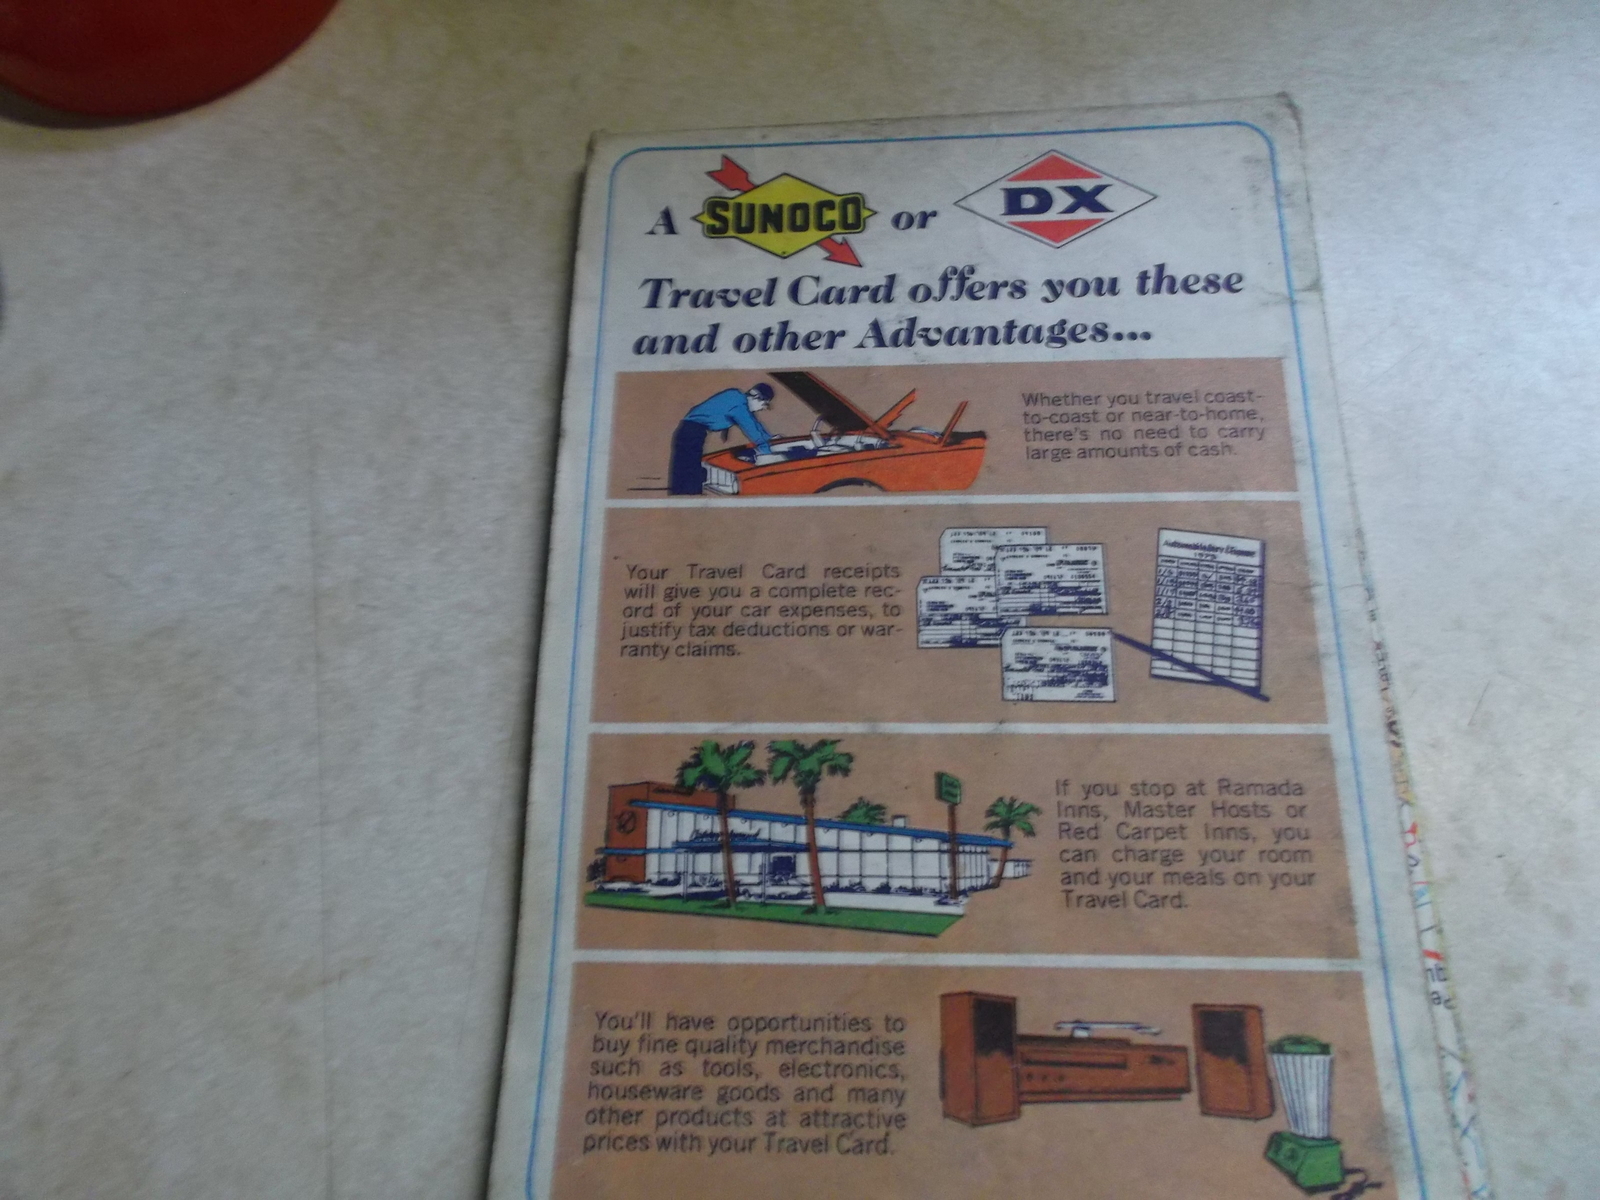 A SUNOCO or DX
Travel Card offers you these
and other Advantages...
Whether you travel coast-
to-coast or near-to-home,
there's no need to carry
large amounts of cash.
Your Travel Card receipts
will give you a complete rec-
ord of your car expenses, to
justify tax deductions or war-
ranty claims.
If you stop at Ramada
Inns, Master Hosts or
Red Carpet Inns, you
can charge your room
and your meals on your
Travel Card.
You'll have opportunities to
buy fine quality merchandise
such as tools, electronics,
houseware goods and many
other products at attractive
prices with your Travel Card.